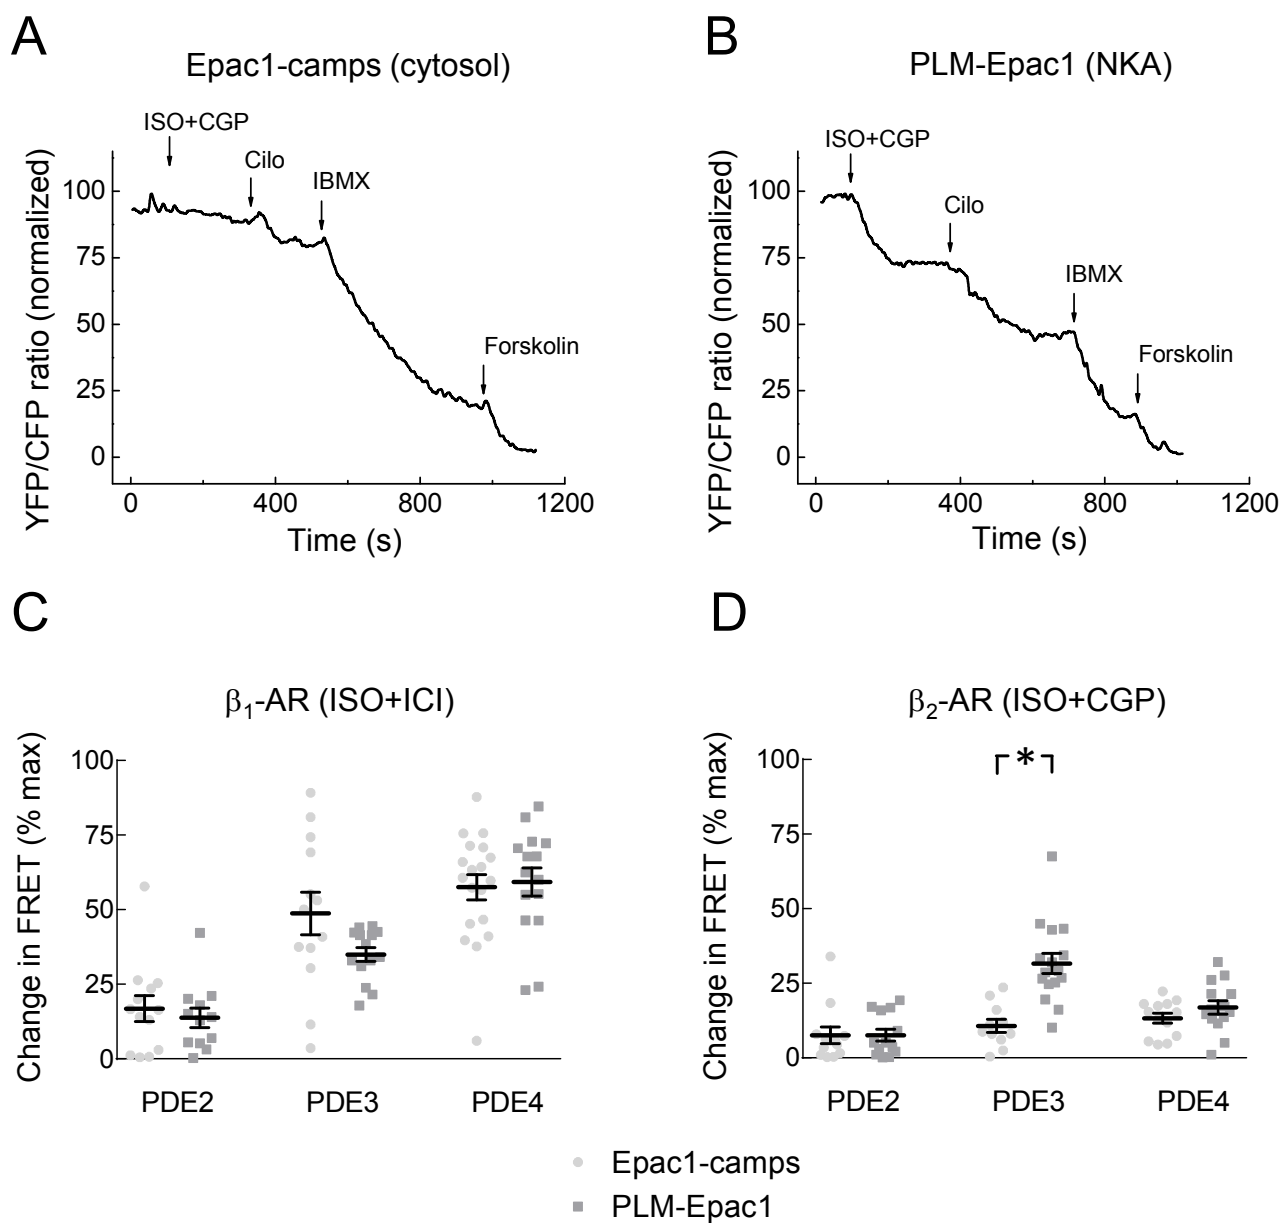 A
Epac1-camps (cytosol)
YFP/CFP ratio (normalized)
100
75
50
25
0
ISO+CGP
Cilo
IBMX
Forskolin
0 400 800 1200
Time (s)
B
PLM-Epac1 (NKA)
YFP/CFP ratio (normalized)
100
75
50
25
0
ISO+CGP
Cilo
IBMX
Forskolin
0 400 800 1200
Time (s)
C
β₁-AR (ISO+ICI)
Change in FRET (% max)
100
75
50
25
0
PDE2 PDE3 PDE4
D
β₂-AR (ISO+CGP)
Change in FRET (% max)
100
75
50
25
0
*
PDE2 PDE3 PDE4
Epac1-camps
PLM-Epac1